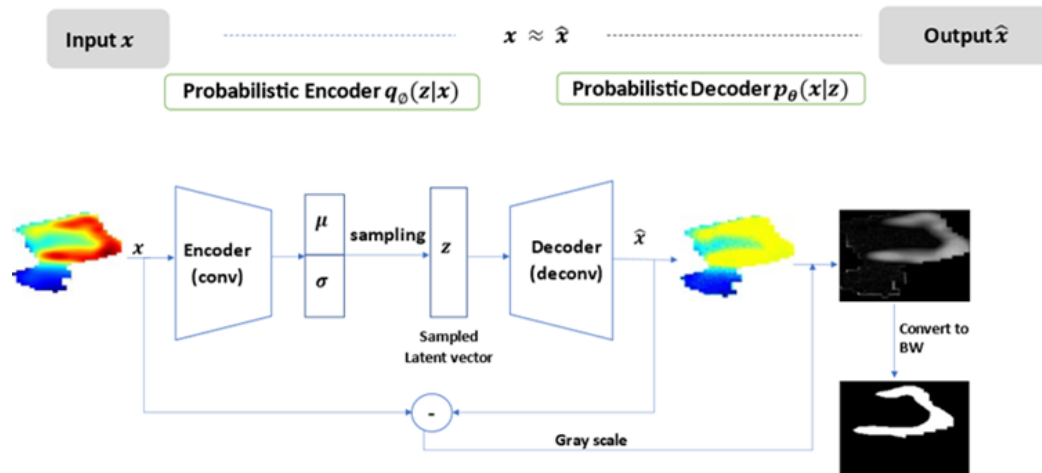 Input x
x ≈ x̂
Output x̂
Probabilistic Encoder q∅(z|x)
Probabilistic Decoder pθ(x|z)
x
Encoder
(conv)
μ
σ
sampling
z
Decoder
(deconv)
x̂
Sampled
Latent vector
Convert to
BW
-
Gray scale